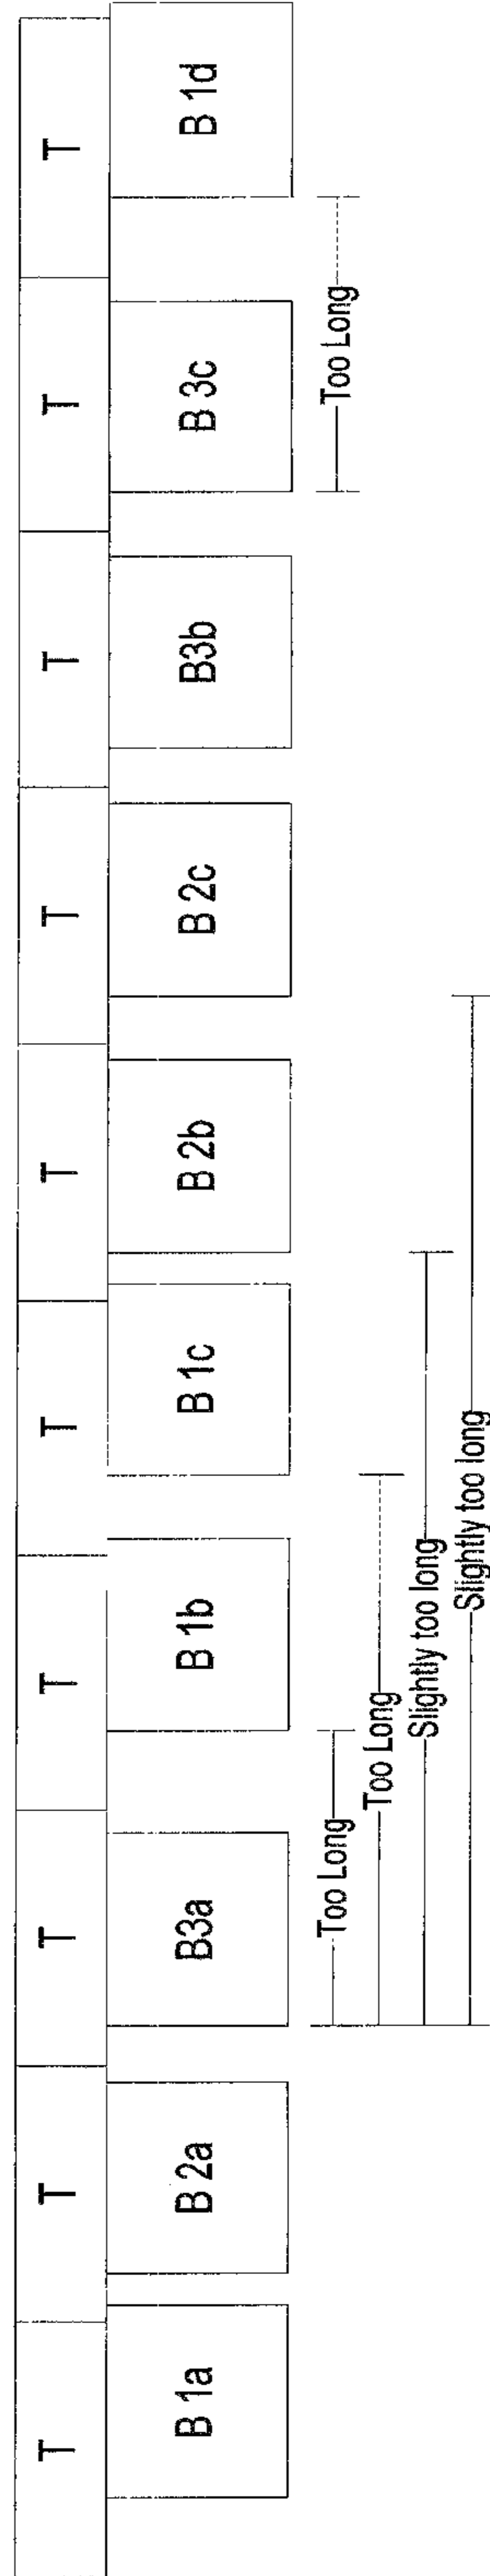 T T T T T T T T T T
B 1a B 2a B3a B 1b B 1c B 2b B 2c B3b B 3c B 1d
Too Long Too Long
Too Long
Slightly too long
Slightly too long